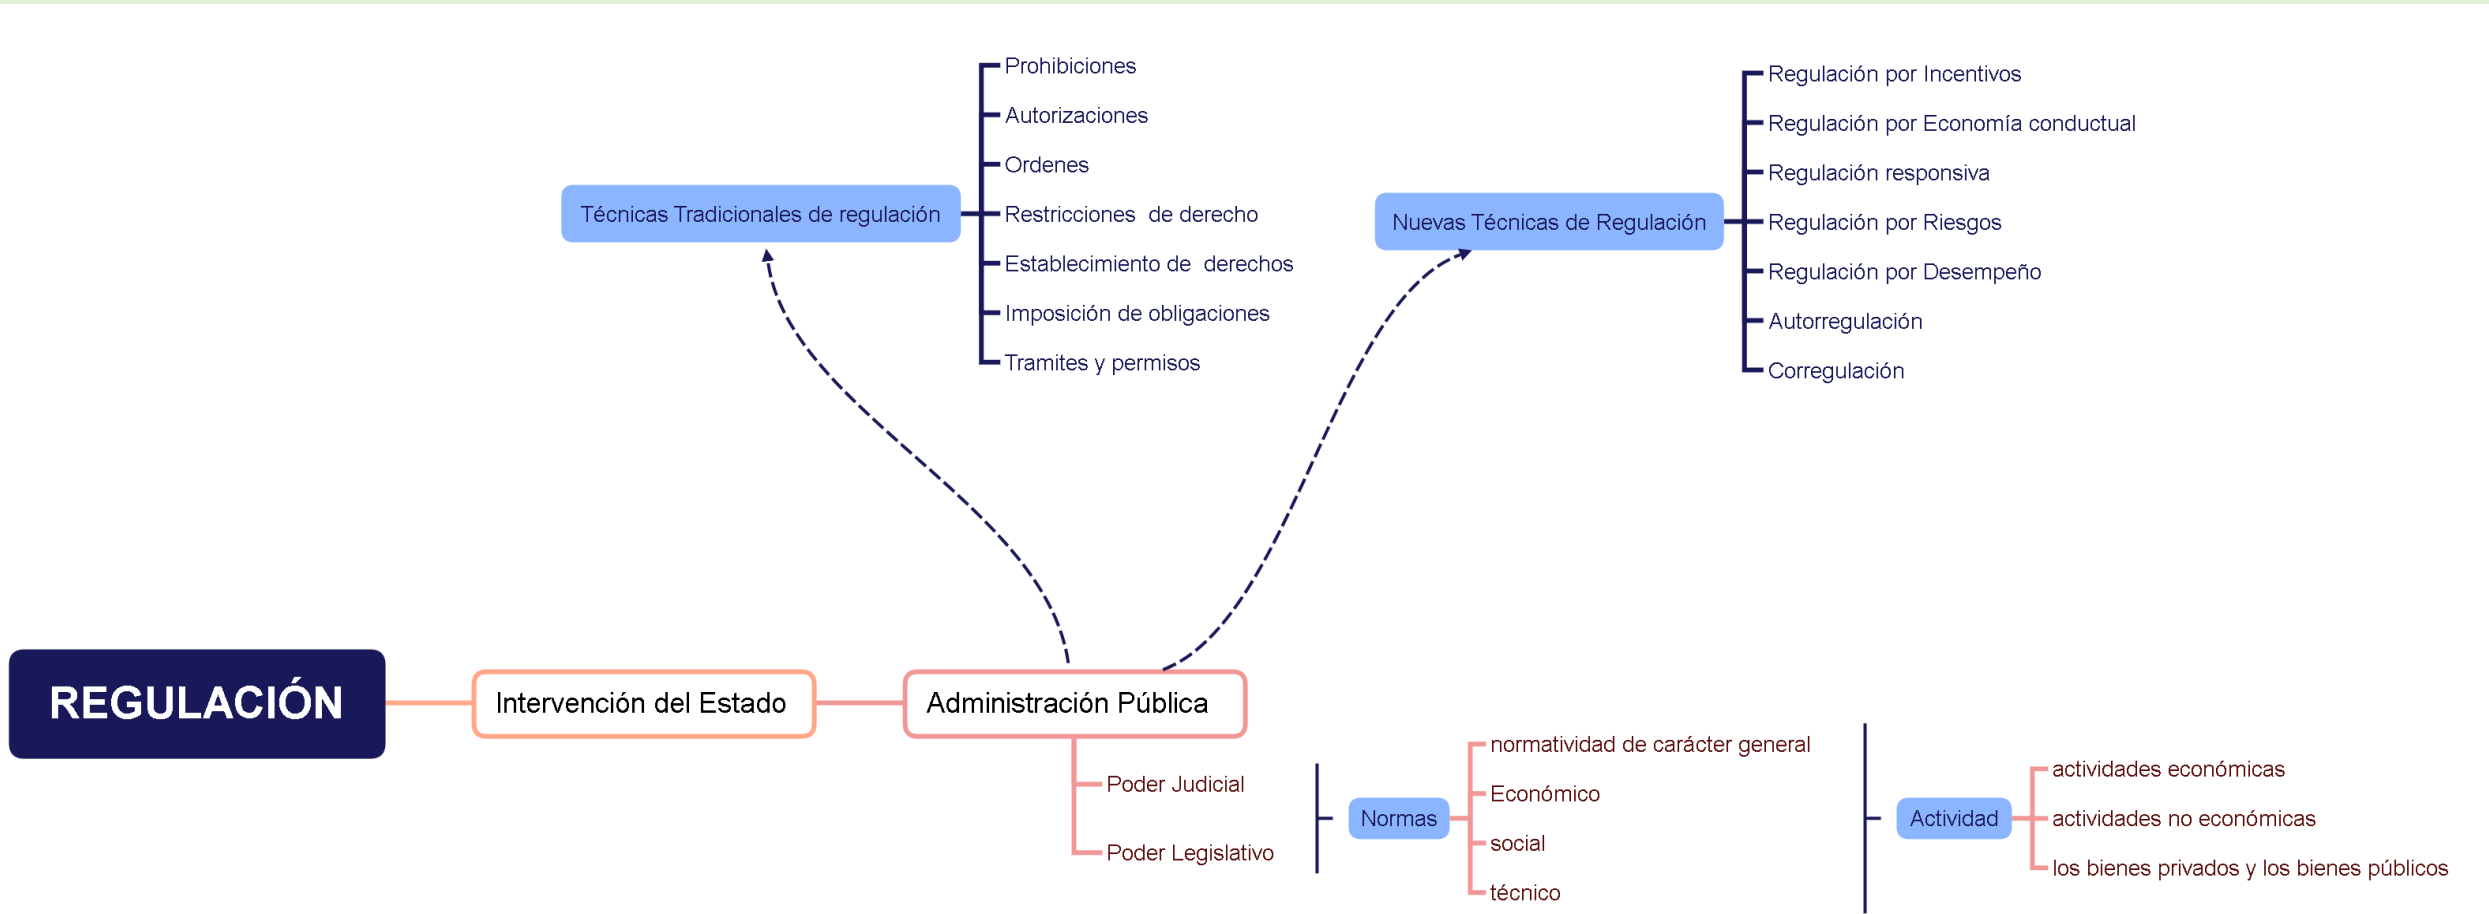 Prohibiciones
Autorizaciones
Ordenes
Técnicas Tradicionales de regulación
Restricciones  de derecho
Establecimiento de  derechos
Imposición de obligaciones
Tramites y permisos
Regulación por Incentivos
Regulación por Economía conductual
Regulación responsiva
Nuevas Técnicas de Regulación
Regulación por Riesgos
Regulación por Desempeño
Autorregulación
Corregulación
REGULACIÓN
Intervención del Estado
Administración Pública
Poder Judicial
Poder Legislativo
Normas
normatividad de carácter general
Económico
social
técnico
Actividad
actividades económicas
actividades no económicas
los bienes privados y los bienes públicos